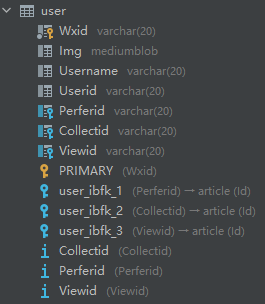 user
Wxid varchar(20)
Img mediumblob
Username varchar(20)
Userid varchar(20)
Perferid varchar(20)
Collectid varchar(20)
Viewid varchar(20)
PRIMARY (Wxid)
user_ibfk_1 (Perferid) → article (Id)
user_ibfk_2 (Collectid) → article (Id)
user_ibfk_3 (Viewid) → article (Id)
Collectid (Collectid)
Perferid (Perferid)
Viewid (Viewid)